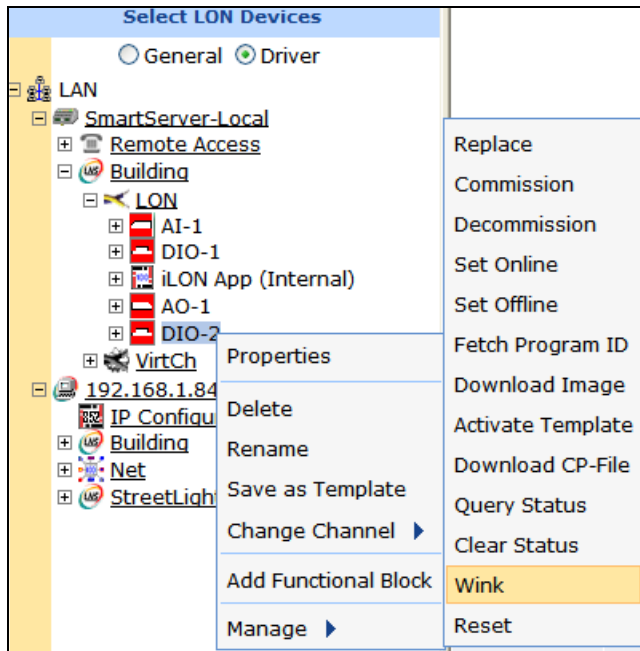 Select LON Devices
General Driver
LAN
SmartServer-Local
Remote Access
Building
LON
AI-1
DIO-1
iLON App (Internal)
AO-1
DIO-2
VirtCh
192.168.1.84
IP Configu
Building
Net
StreetLigh
Properties
Delete
Rename
Save as Template
Change Channel
Add Functional Block
Manage
Replace
Commission
Decommission
Set Online
Set Offline
Fetch Program ID
Download Image
Activate Template
Download CP-File
Query Status
Clear Status
Wink
Reset